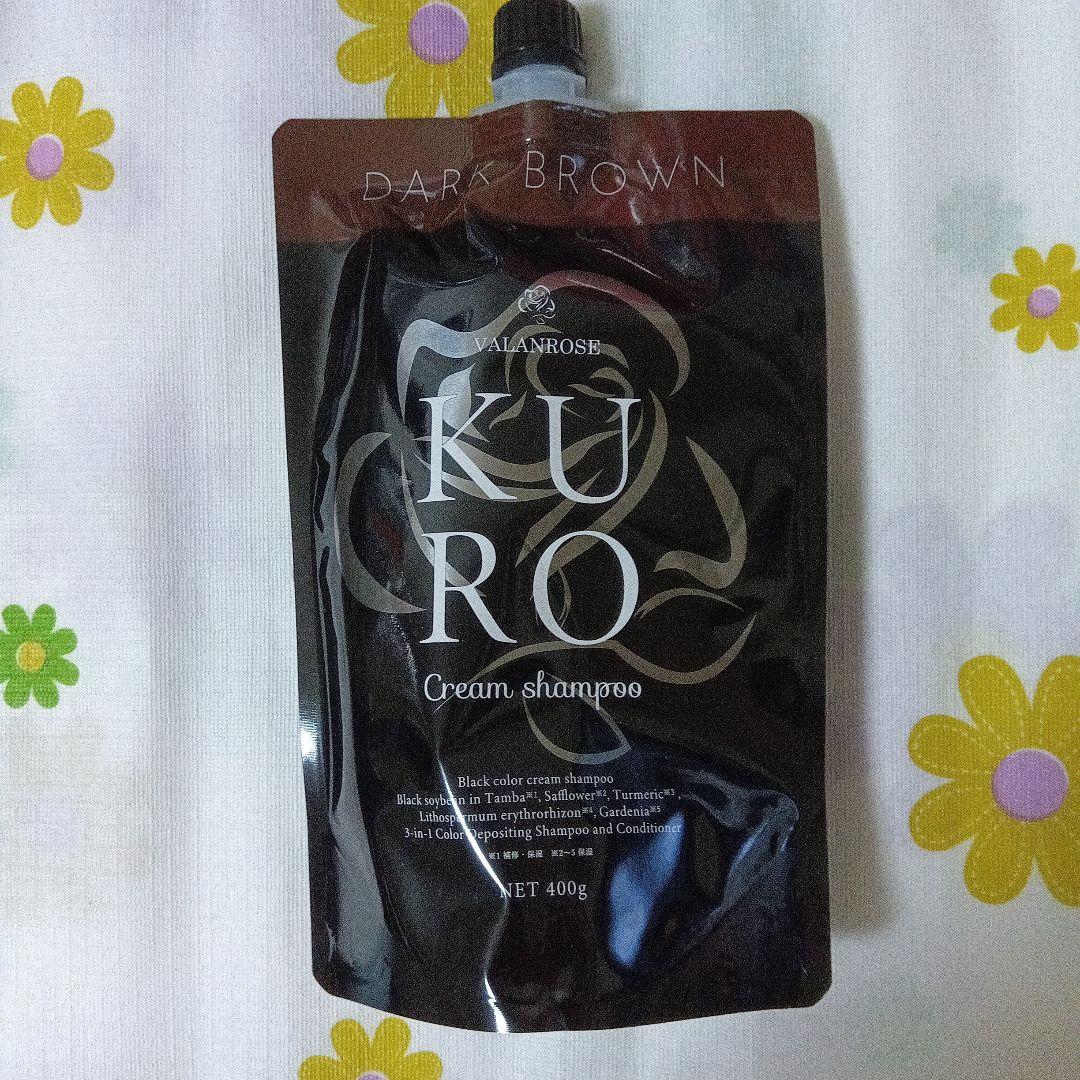 DARK BROWN
VALANROSE
KU
RO
Cream shampoo
Black color cream shampoo
Black soybean in Tamba※1, Safflower※2, Turmeric※3,
Lithospermum erythrorhizon※4, Gardenia※5
3-in-1 Color Depositing Shampoo and Conditioner
※1 補修・保湿 ※2〜5 保湿
NET 400g